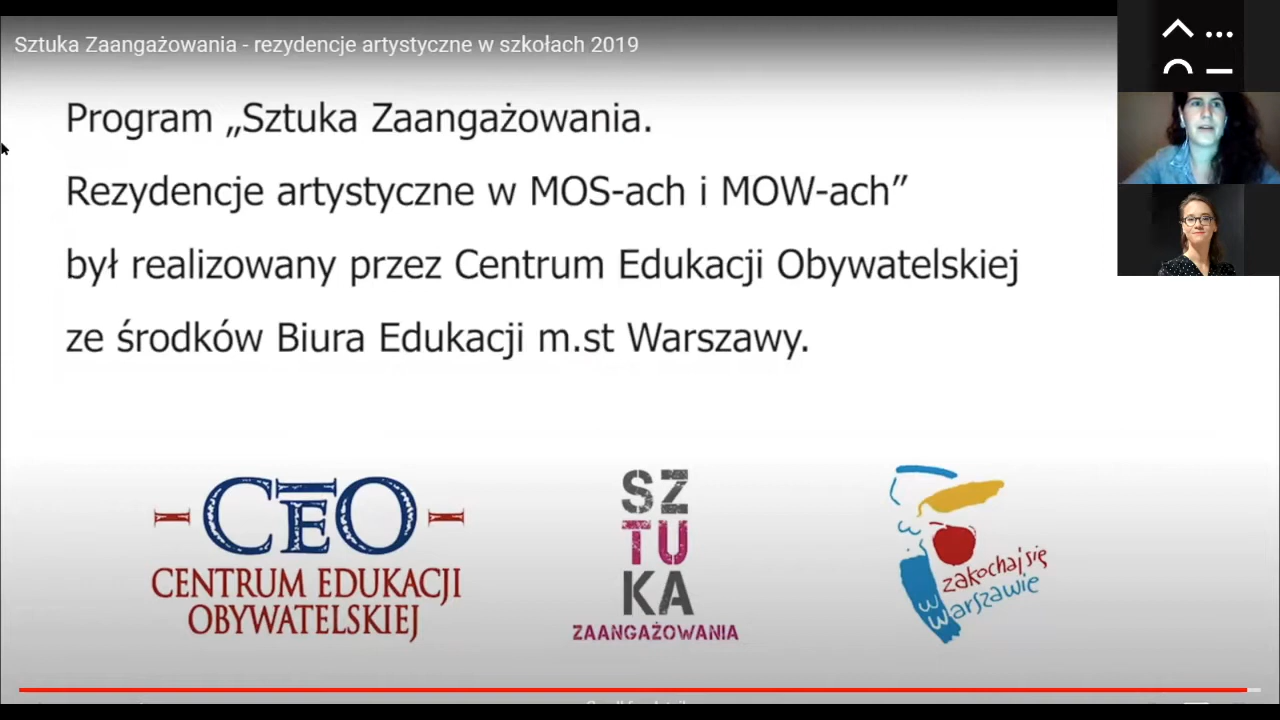 Sztuka Zaangażowania - rezydencje artystyczne w szkołach 2019
Program „Sztuka Zaangażowania.
Rezydencje artystyczne w MOS-ach i MOW-ach”
był realizowany przez Centrum Edukacji Obywatelskiej
ze środków Biura Edukacji m.st Warszawy.
CEO
CENTRUM EDUKACJI
OBYWATELSKIEJ
SZ
TU
KA
ZAANGAŻOWANIA
zakochaj się
w Warszawie